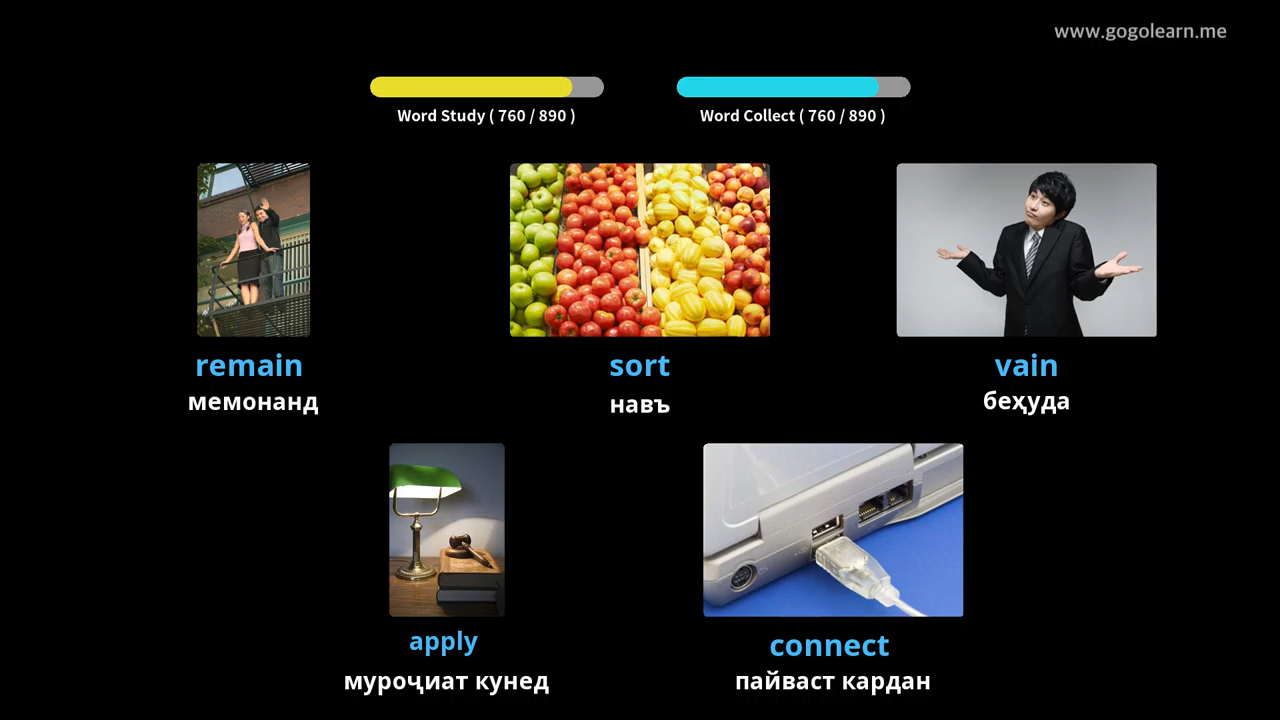 www.gogolearn.me
Word Study ( 760 / 890 )
Word Collect ( 760 / 890 )
remain
мемонанд
sort
навъ
vain
беҳуда
apply
муроҷиат кунед
connect
пайваст кардан